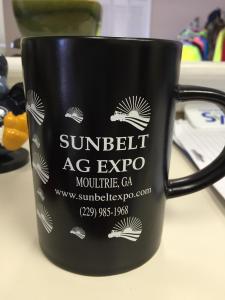 SUNBELT
AG EXPO
MOULTRIE, GA
www.sunbeltexpo.com
(229) 985-1968